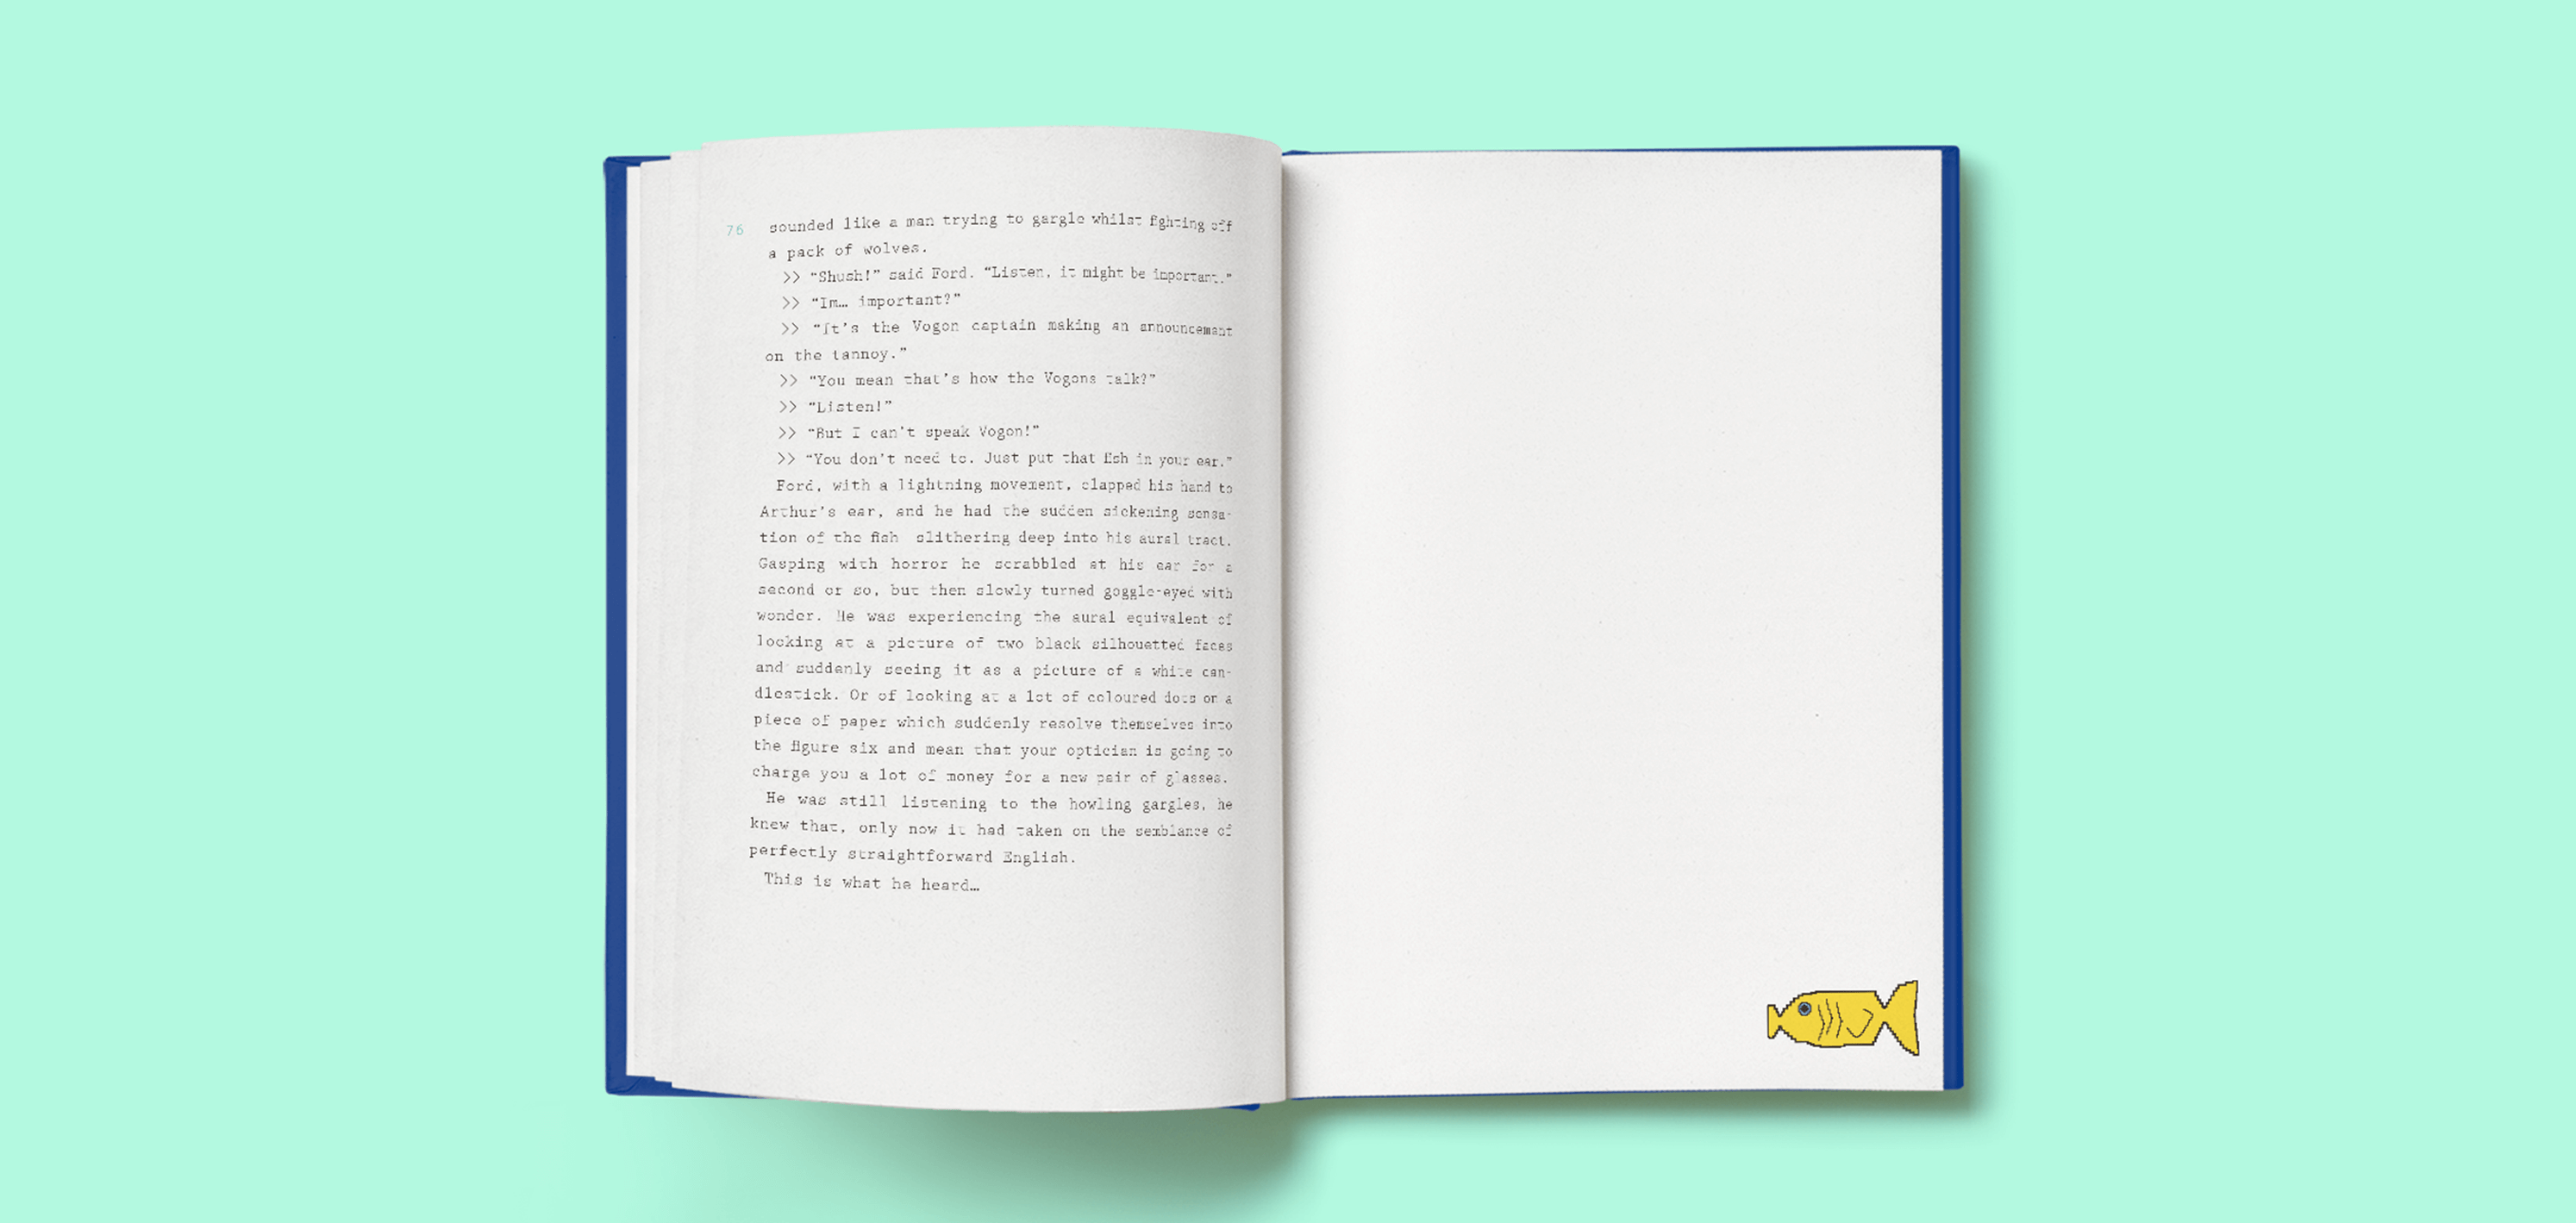 76
sounded like a man trying to gargle whilst fighting off
a pack of wolves.
>> “Shush!” said Ford. “Listen, it might be important.”
>> “Im… important?”
>> “It’s the Vogon captain making an announcement
on the tannoy.”
>> “You mean that’s how the Vogons talk?”
>> “Listen!”
>> “But I can’t speak Vogon!”
>> “You don’t need to. Just put that fish in your ear.”
Ford, with a lightning movement, clapped his hand to
Arthur’s ear, and he had the sudden sickening sensa-
tion of the fish slithering deep into his aural tract.
Gasping with horror he scrabbled at his ear for a
second or so, but then slowly turned goggle-eyed with
wonder. He was experiencing the aural equivalent of
looking at a picture of two black silhouetted faces
and suddenly seeing it as a picture of a white can-
dlestick. Or of looking at a lot of coloured dots on a
piece of paper which suddenly resolve themselves into
the figure six and mean that your optician is going to
charge you a lot of money for a new pair of glasses.
He was still listening to the howling gargles, he
knew that, only now it had taken on the semblance of
perfectly straightforward English.
This is what he heard…